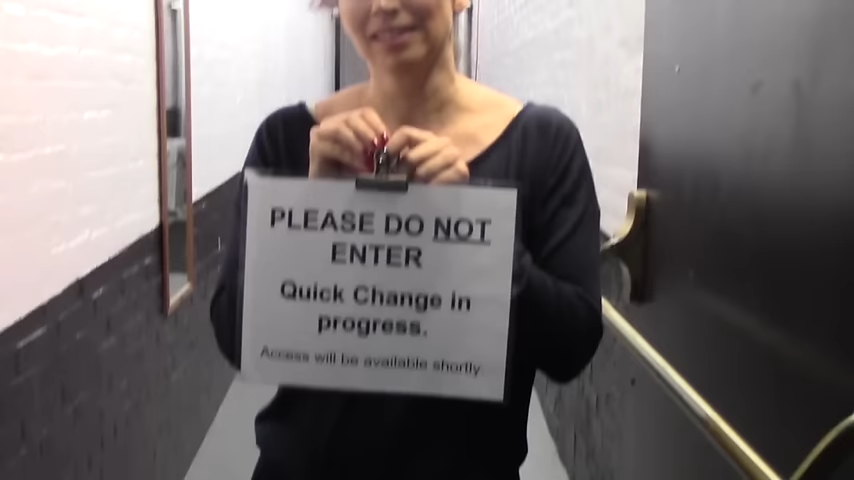 PLEASE DO NOT
ENTER
Quick Change in
progress.
Access will be available shortly.